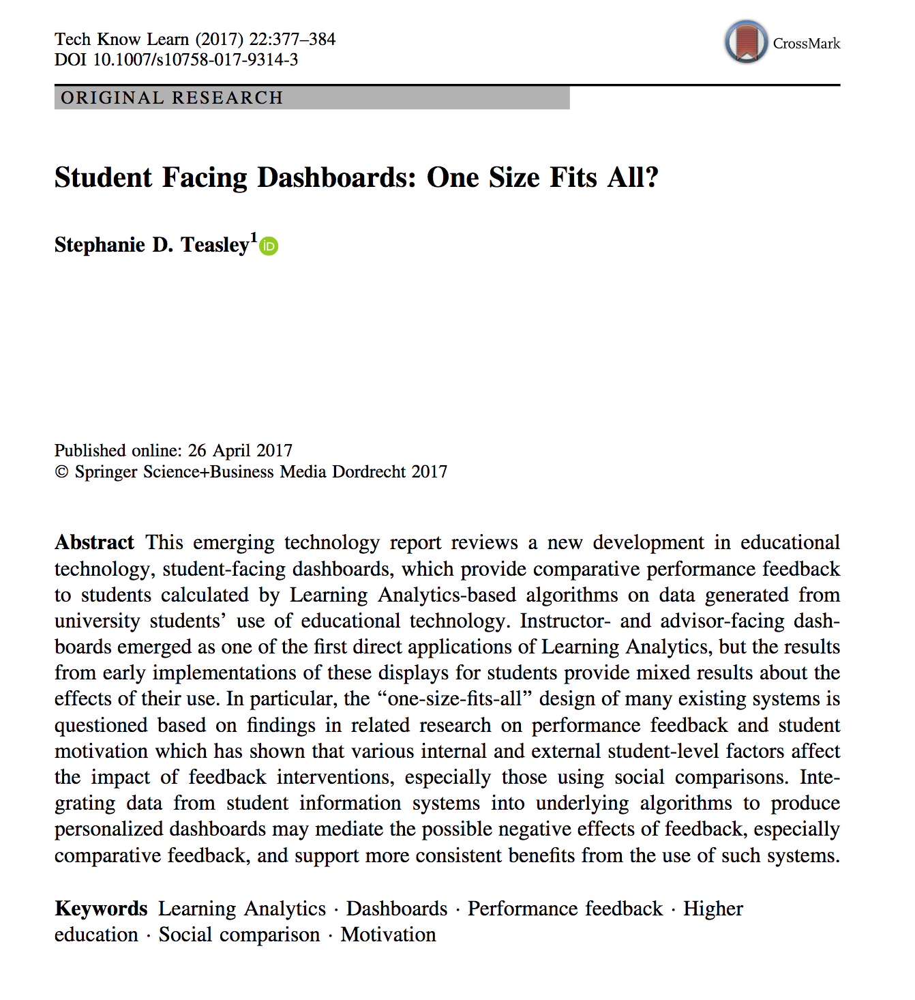 Tech Know Learn (2017) 22:377–384
DOI 10.1007/s10758-017-9314-3
CrossMark
ORIGINAL RESEARCH
Student Facing Dashboards: One Size Fits All?
Stephanie D. Teasley1 iD
Published online: 26 April 2017
© Springer Science+Business Media Dordrecht 2017
Abstract This emerging technology report reviews a new development in educational
technology, student-facing dashboards, which provide comparative performance feedback
to students calculated by Learning Analytics-based algorithms on data generated from
university students’ use of educational technology. Instructor- and advisor-facing dash-
boards emerged as one of the first direct applications of Learning Analytics, but the results
from early implementations of these displays for students provide mixed results about the
effects of their use. In particular, the “one-size-fits-all” design of many existing systems is
questioned based on findings in related research on performance feedback and student
motivation which has shown that various internal and external student-level factors affect
the impact of feedback interventions, especially those using social comparisons. Inte-
grating data from student information systems into underlying algorithms to produce
personalized dashboards may mediate the possible negative effects of feedback, especially
comparative feedback, and support more consistent benefits from the use of such systems.
Keywords Learning Analytics · Dashboards · Performance feedback · Higher
education · Social comparison · Motivation